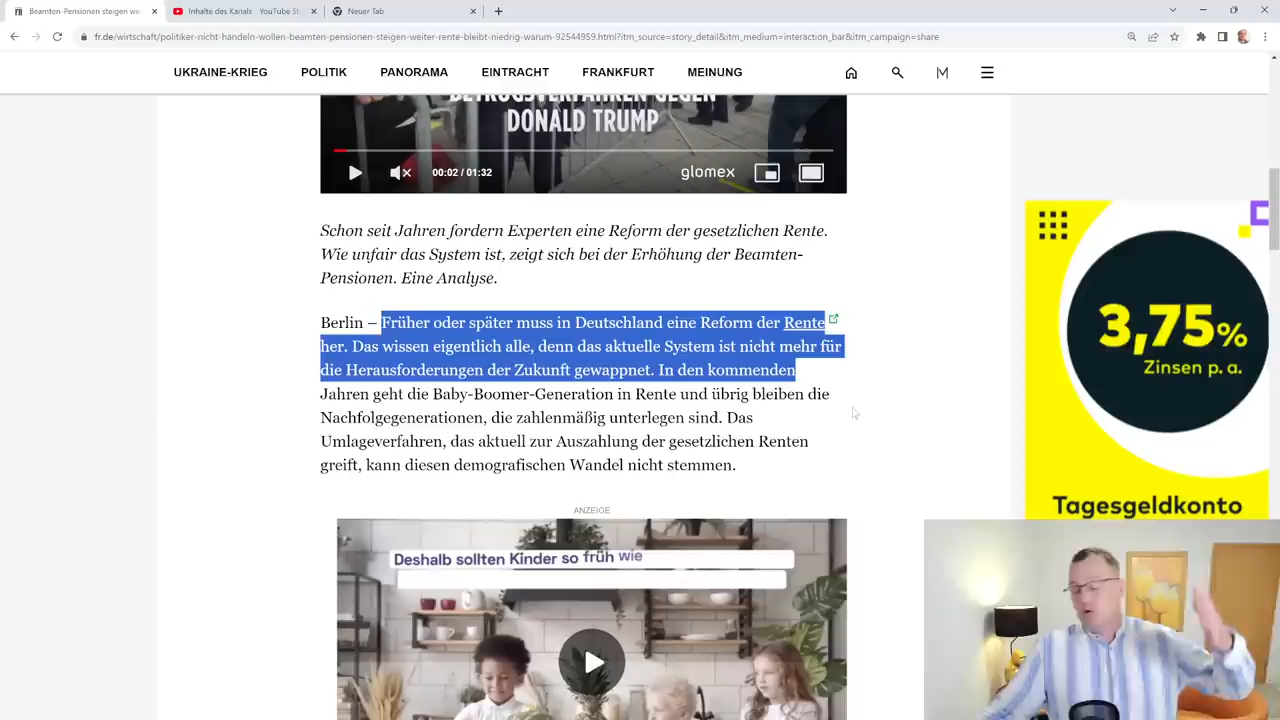 Beamten-Pensionen steigen we
Inhalte des Kanals
YouTube St
Neuer Tab
fr.de/wirtschaft/politiker-nicht-handeln-wollen-beamten-pensionen-steigen-weiter-rente-bleibt-niedrig-warum-92544959.html?itm_source=story_detail&itm_medium=interaction_bar&itm_campaign=share
UKRAINE-KRIEG POLITIK PANORAMA EINTRACHT FRANKFURT MEINUNG
BETRUGSVERFAHREN GEGEN
DONALD TRUMP
00:02 / 01:32
glomex
Schon seit Jahren fordern Experten eine Reform der gesetzlichen Rente.
Wie unfair das System ist, zeigt sich bei der Erhöhung der Beamten-
Pensionen. Eine Analyse.
Berlin – Früher oder später muss in Deutschland eine Reform der Rente
her. Das wissen eigentlich alle, denn das aktuelle System ist nicht mehr für
die Herausforderungen der Zukunft gewappnet. In den kommenden
Jahren geht die Baby-Boomer-Generation in Rente und übrig bleiben die
Nachfolgegenerationen, die zahlenmäßig unterlegen sind. Das
Umlageverfahren, das aktuell zur Auszahlung der gesetzlichen Renten
greift, kann diesen demografischen Wandel nicht stemmen.
ANZEIGE
Deshalb sollten Kinder so früh wie
3,75%
Zinsen p. a.
Tagesgeldkonto